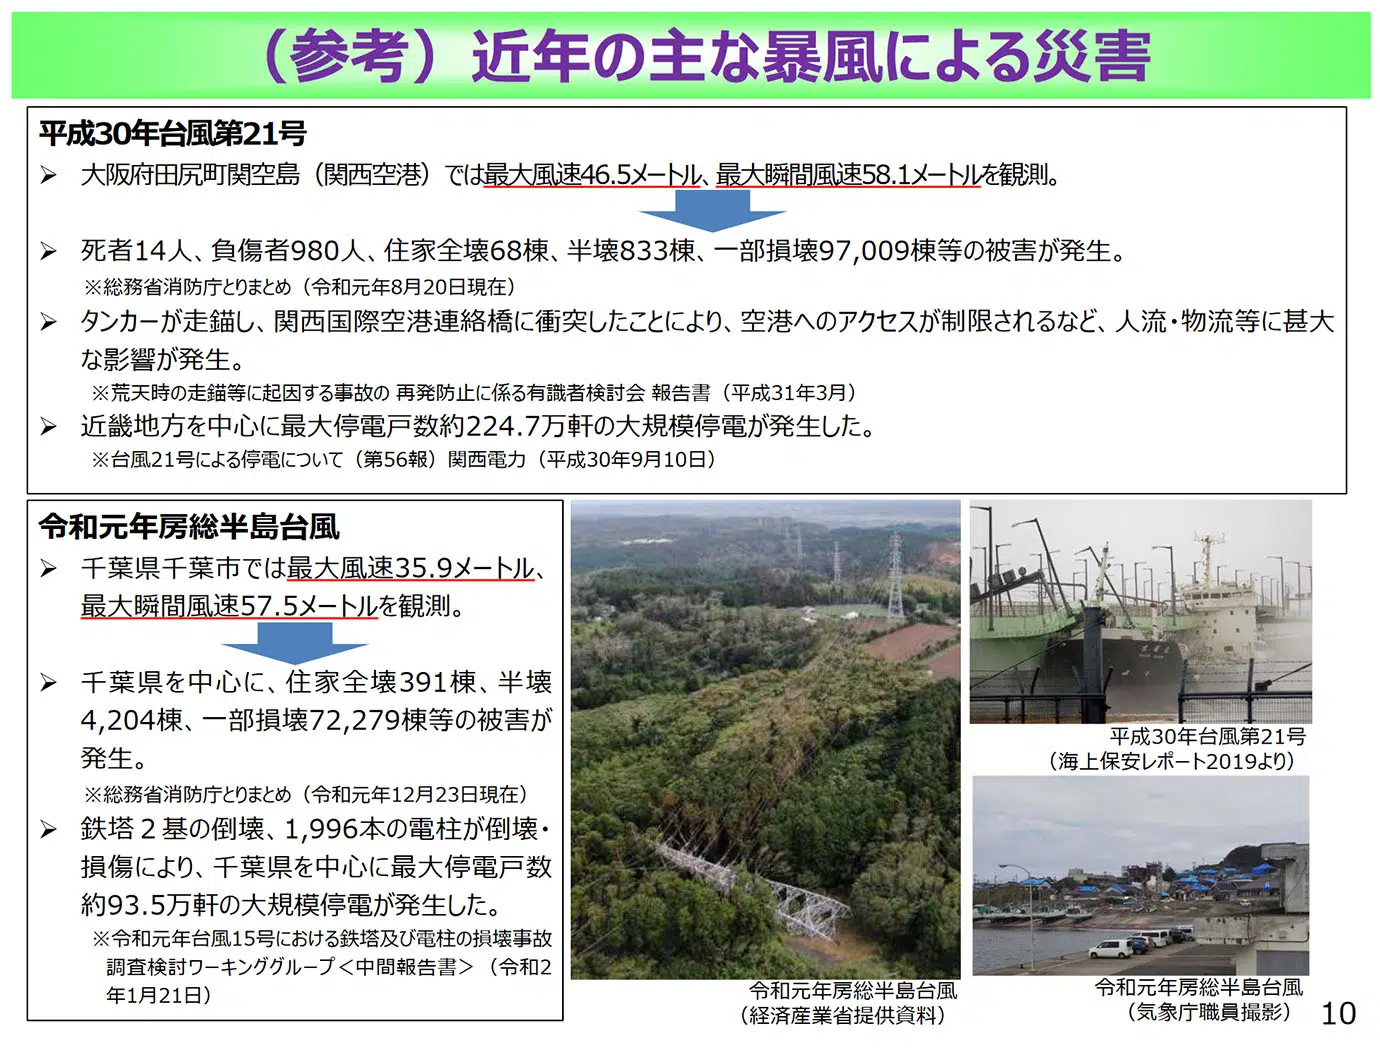 （参考）近年の主な暴風による災害
平成30年台風第21号
➢ 大阪府田尻町関空島（関西空港）では最大風速46.5メートル、最大瞬間風速58.1メートルを観測。
➢ 死者14人、負傷者980人、住家全壊68棟、半壊833棟、一部損壊97,009棟等の被害が発生。
※総務省消防庁とりまとめ（令和元年8月20日現在）
➢ タンカーが走錨し、関西国際空港連絡橋に衝突したことにより、空港へのアクセスが制限されるなど、人流・物流等に甚大
な影響が発生。
※荒天時の走錨等に起因する事故の 再発防止に係る有識者検討会 報告書（平成31年3月）
➢ 近畿地方を中心に最大停電戸数約224.7万軒の大規模停電が発生した。
※台風21号による停電について（第56報）関西電力（平成30年9月10日）
令和元年房総半島台風
➢ 千葉県千葉市では最大風速35.9メートル、
最大瞬間風速57.5メートルを観測。
➢ 千葉県を中心に、住家全壊391棟、半壊
4,204棟、一部損壊72,279棟等の被害が
発生。
※総務省消防庁とりまとめ（令和元年12月23日現在）
➢ 鉄塔２基の倒壊、1,996本の電柱が倒壊・
損傷により、千葉県を中心に最大停電戸数
約93.5万軒の大規模停電が発生した。
※令和元年台風15号における鉄塔及び電柱の損壊事故
調査検討ワーキンググループ＜中間報告書＞（令和2
年1月21日）
令和元年房総半島台風
（経済産業省提供資料）
平成30年台風第21号
（海上保安レポート2019より）
令和元年房総半島台風
（気象庁職員撮影）
10